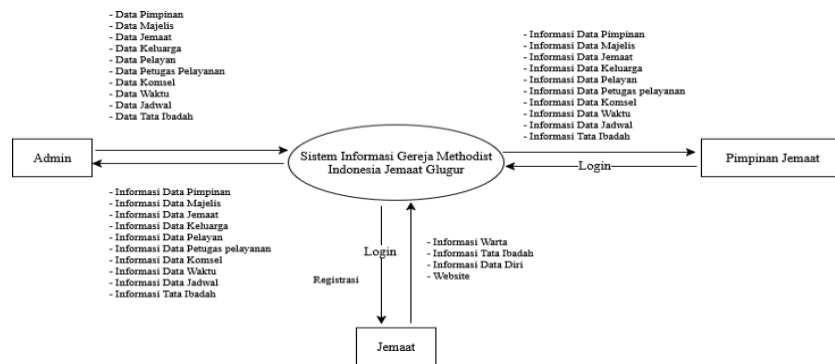 - Data Pimpinan
- Data Majelis
- Data Jemaat
- Data Keluarga
- Data Pelayan
- Data Petugas Pelayanan
- Data Komsel
- Data Waktu
- Data Jadwal
- Data Tata Ibadah
- Informasi Data Pimpinan
- Informasi Data Majelis
- Informasi Data Jemaat
- Informasi Data Keluarga
- Informasi Data Pelayan
- Informasi Data Petugas pelayanan
- Informasi Data Komsel
- Informasi Data Waktu
- Informasi Data Jadwal
- Informasi Tata Ibadah
Admin
Sistem Informasi Gereja Methodist
Indonesia Jemaat Glugur
Login
Pimpinan Jemaat
- Informasi Data Pimpinan
- Informasi Data Majelis
- Informasi Data Jemaat
- Informasi Data Keluarga
- Informasi Data Pelayan
- Informasi Data Petugas pelayanan
- Informasi Data Komsel
- Informasi Data Waktu
- Informasi Data Jadwal
- Informasi Tata Ibadah
Login
Registrasi
- Informasi Warta
- Informasi Tata Ibadah
- Informasi Data Diri
- Website
Jemaat